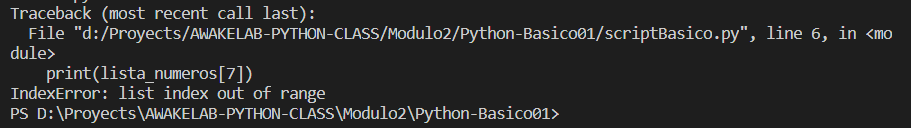 Traceback (most recent call last):
  File "d:/Proyects/AWAKELAB-PYTHON-CLASS/Modulo2/Python-Basico01/scriptBasico.py", line 6, in <mo
dule>
    print(lista_numeros[7])
IndexError: list index out of range
PS D:\Proyects\AWAKELAB-PYTHON-CLASS\Modulo2\Python-Basico01>